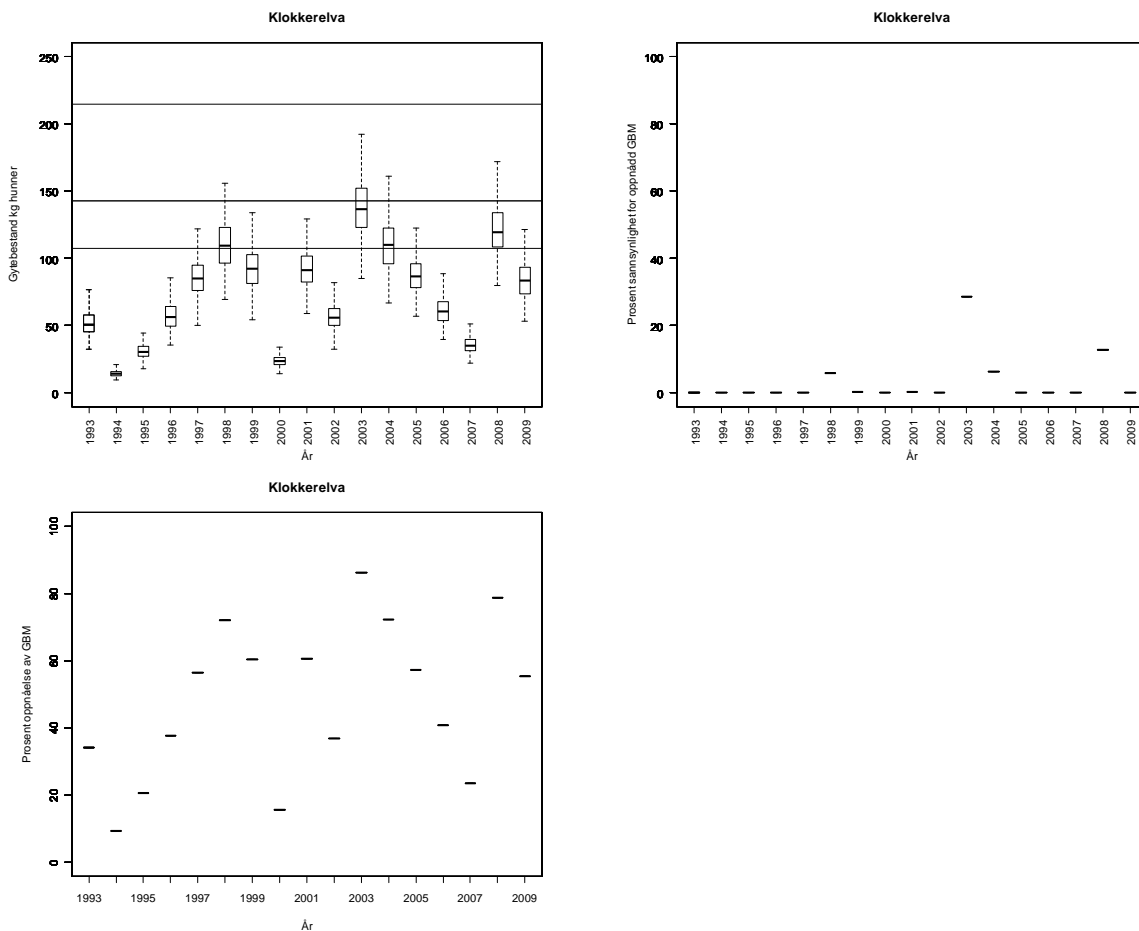 Klokkerelva
Gytebestand kg hunner
250
200
150
100
50
0
1993 1994 1995 1996 1997 1998 1999 2000 2001 2002 2003 2004 2005 2006 2007 2008 2009
År
Klokkerelva
Prosent sannsynlighet for oppnådd GBM
100
80
60
40
20
0
1993 1994 1995 1996 1997 1998 1999 2000 2001 2002 2003 2004 2005 2006 2007 2008 2009
År
Klokkerelva
Prosent oppnåelse av GBM
100
80
60
40
20
0
1993 1995 1997 1999 2001 2003 2005 2007 2009
År